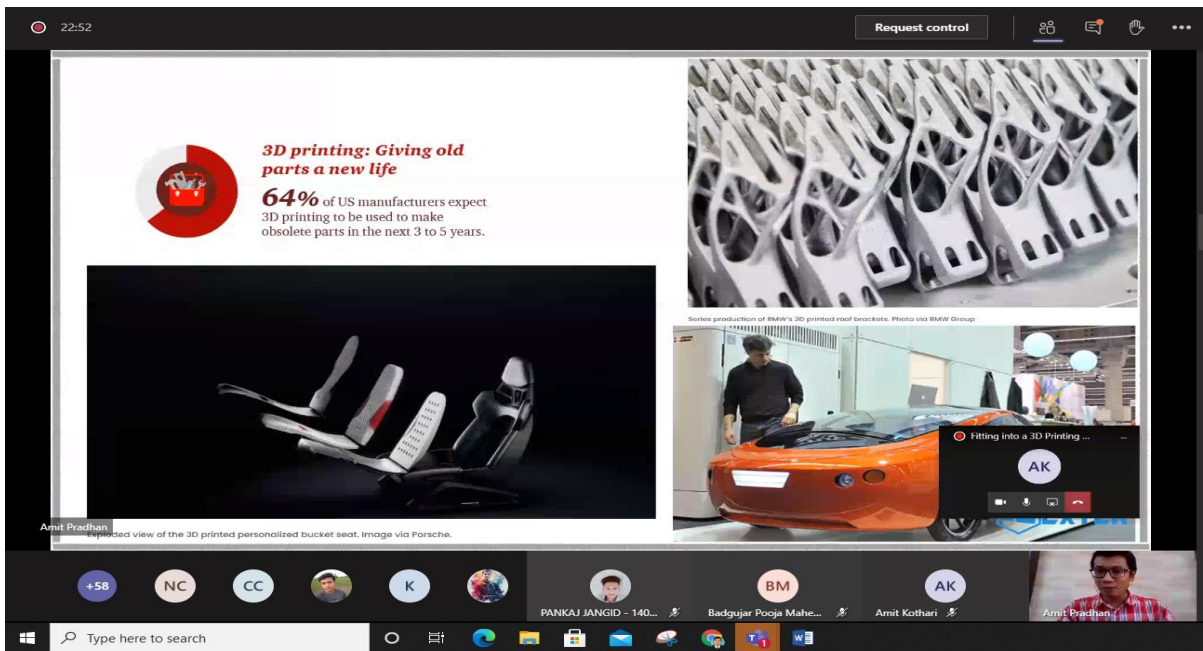 22:52
Request control
3D printing: Giving old
parts a new life
64% of US manufacturers expect
3D printing to be used to make
obsolete parts in the next 3 to 5 years.
Series production of BMW's 3D printed roof brackets. Photo via BMW Group
Fitting into a 3D Printing ...
AK
Amit Pradhan
Exploded view of the 3D printed personalized bucket seat. Image via Porsche.
+58
NC
CC
K
PANKAJ JANGID - 140...
BM
Badgujar Pooja Mahe...
AK
Amit Kothari
Amit Pradhan
Type here to search
1